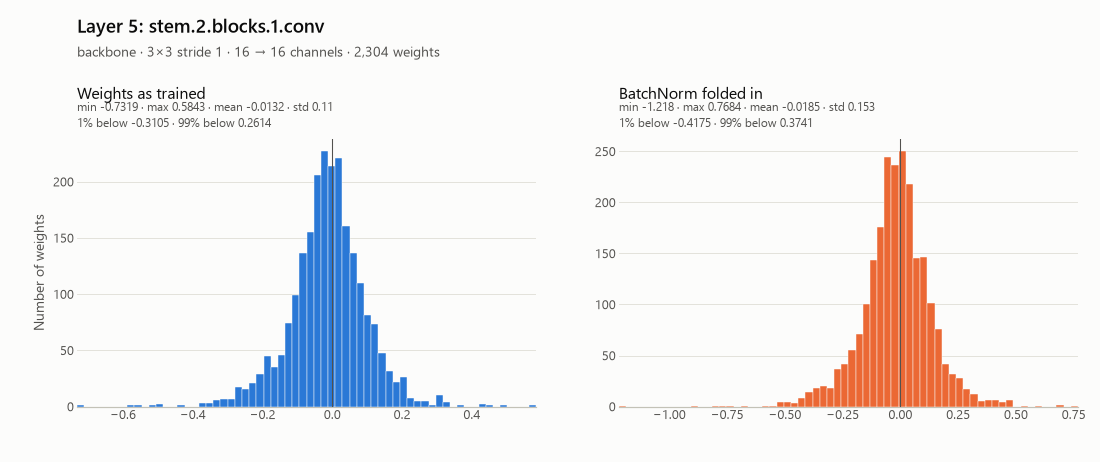 Layer 5: stem.2.blocks.1.conv
backbone · 3×3 stride 1 · 16 → 16 channels · 2,304 weights
Weights as trained
min -0.7319 · max 0.5843 · mean -0.0132 · std 0.11
1% below -0.3105 · 99% below 0.2614
Number of weights
200
150
100
50
0
−0.6
−0.4
−0.2
0.0
0.2
0.4
BatchNorm folded in
min -1.218 · max 0.7684 · mean -0.0185 · std 0.153
1% below -0.4175 · 99% below 0.3741
250
200
150
100
50
0
−1.00
−0.75
−0.50
−0.25
0.00
0.25
0.50
0.75